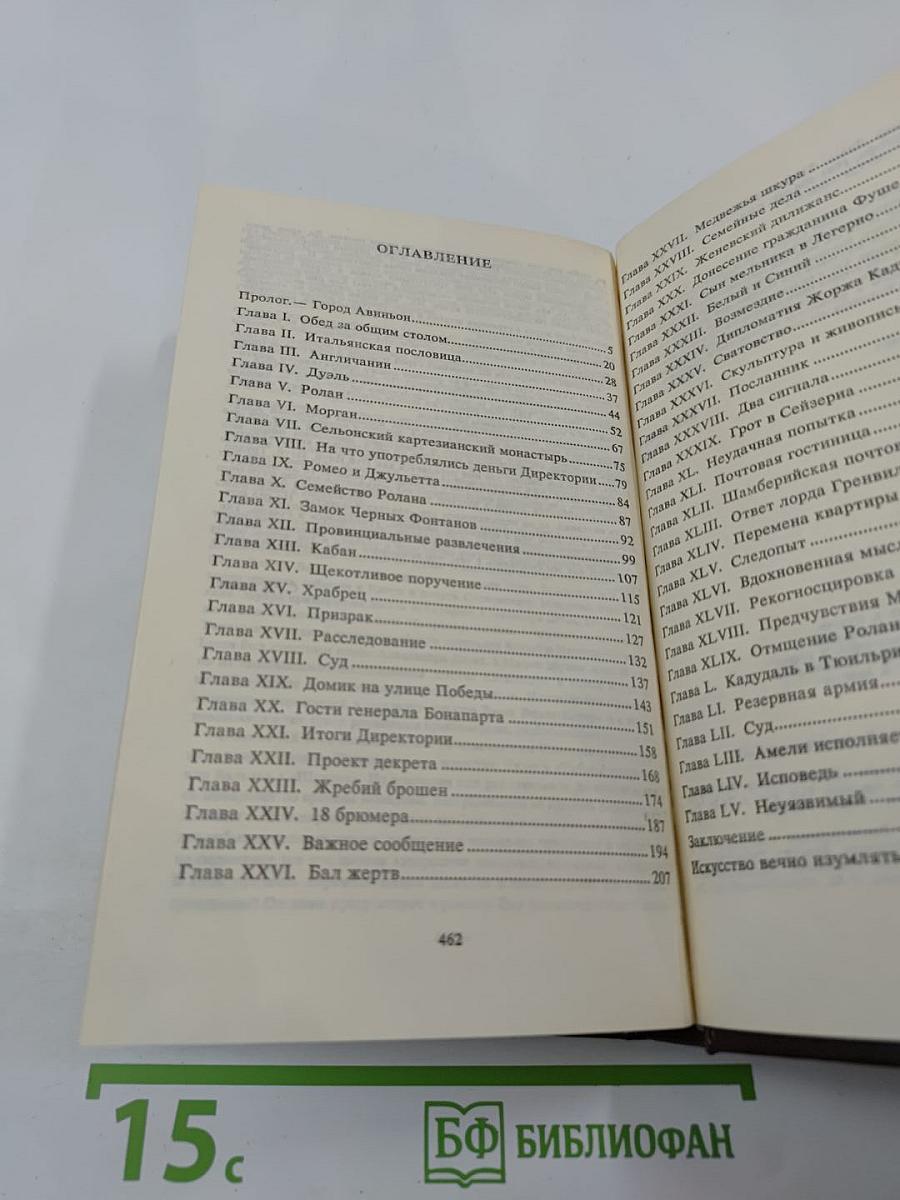 ОГЛАВЛЕНИЕ
Пролог.— Город Авиньон..........5
Глава I. Обед за общим столом..........20
Глава II. Итальянская пословица..........28
Глава III. Англичанин..........37
Глава IV. Дуэль..........44
Глава V. Ролан..........52
Глава VI. Морган..........67
Глава VII. Сельонский картезианский монастырь..........75
Глава VIII. На что употреблялись деньги Директории.....79
Глава IX. Ромео и Джульетта..........84
Глава X. Семейство Ролана..........87
Глава XI. Замок Черных Фонтанов..........92
Глава XII. Провинциальные развлечения..........99
Глава XIII. Кабан..........107
Глава XIV. Щекотливое поручение..........115
Глава XV. Храбрец..........121
Глава XVI. Призрак..........127
Глава XVII. Расследование..........132
Глава XVIII. Суд..........137
Глава XIX. Домик на улице Победы..........143
Глава XX. Гости генерала Бонапарта..........151
Глава XXI. Итоги Директории..........158
Глава XXII. Проект декрета..........168
Глава XXIII. Жребий брошен..........174
Глава XXIV. 18 брюмера..........187
Глава XXV. Важное сообщение..........194
Глава XXVI. Бал жертв..........207
462
Глава XXVII. Медвежья шкура
Глава XXVIII. Семейные дела
Глава XXIX. Женевский дилижанс
Глава XXX. Донесение гражданина Фуше
Глава XXXI. Сын мельника в Легерно
Глава XXXII. Белый и Синий
Глава XXXIII. Возмездие
Глава XXXIV. Дипломатия Жоржа Кад
Глава XXXV. Сватовство
Глава XXXVI. Скульптура и живопис
Глава XXXVII. Посланник
Глава XXXVIII. Два сигнала
Глава XXXIX. Грот в Сейзериа
Глава XL. Неудачная попытка
Глава XLI. Почтовая гостиница
Глава XLII. Шамберийская почтов
Глава XLIII. Ответ лорда Гренвил
Глава XLIV. Перемена квартиры
Глава XLV. Следопыт
Глава XLVI. Вдохновенная мысл
Глава XLVII. Рекогносцировка
Глава XLVIII. Предчувствия М
Глава XLIX. Отмщение Ролан
Глава L. Кадудаль в Тюильри
Глава LI. Резервная армия
Глава LII. Суд
Глава LIII. Амели исполняе
Глава LIV. Исповедь
Глава LV. Неуязвимый
Заключение
Искусство вечно изумлять
15 с
БФ БИБЛИОФАН